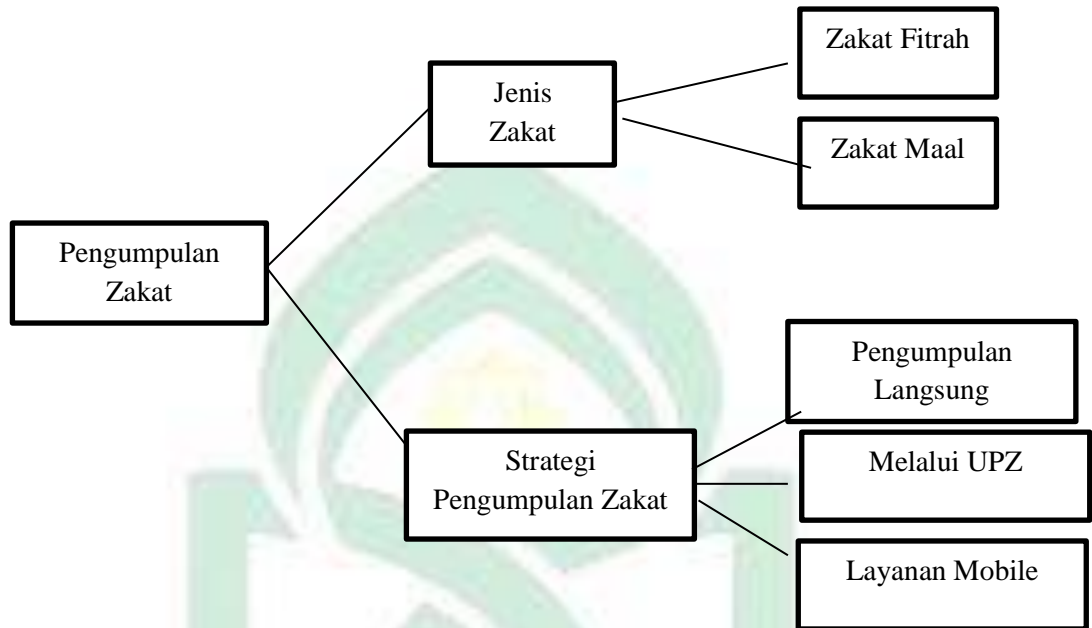 Pengumpulan
Zakat
Jenis
Zakat
Zakat Fitrah
Zakat Maal
Strategi
Pengumpulan Zakat
Pengumpulan
Langsung
Melalui UPZ
Layanan Mobile